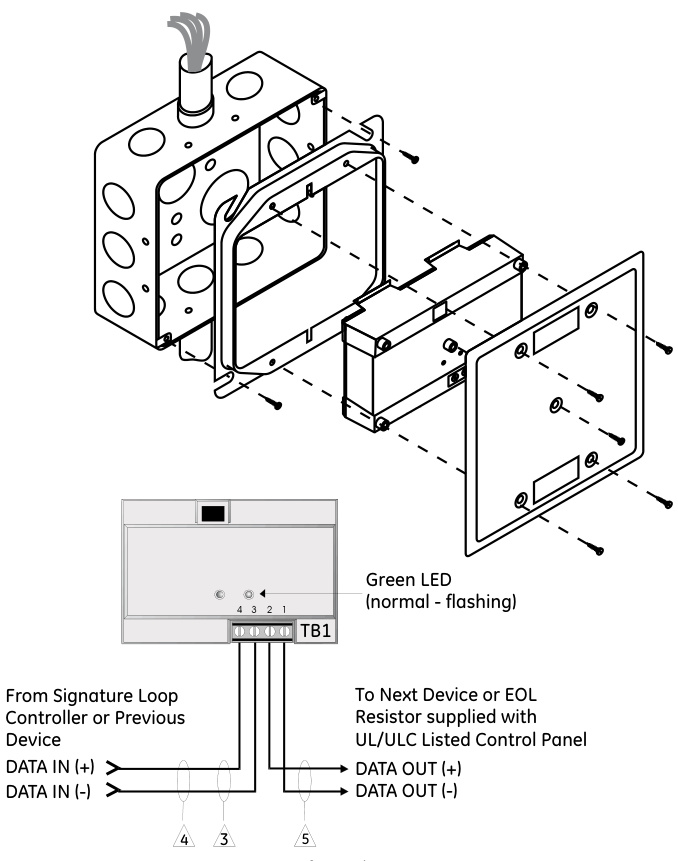 Green LED
(normal - flashing)
4 3 2 1
TB1
From Signature Loop
Controller or Previous
Device
DATA IN (+)
DATA IN (-)
To Next Device or EOL
Resistor supplied with
UL/ULC Listed Control Panel
DATA OUT (+)
DATA OUT (-)
4 3 5